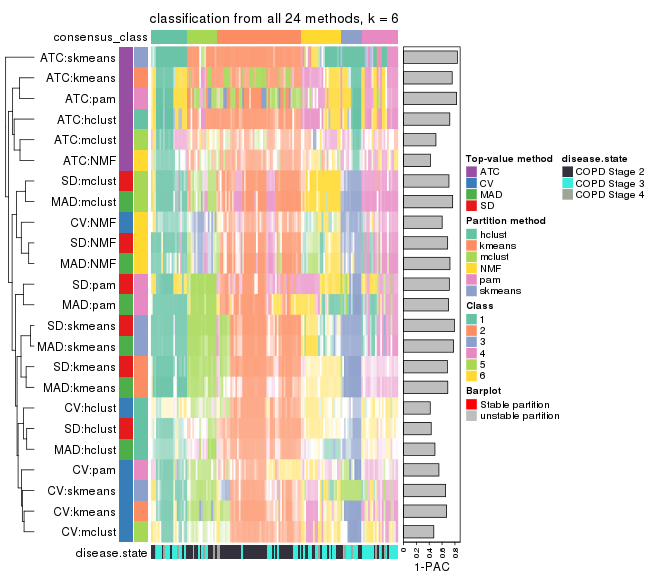 classification from all 24 methods, k = 6
consensus_class
ATC:skmeans
ATC:kmeans
ATC:pam
ATC:hclust
ATC:mclust
ATC:NMF
SD:mclust
MAD:mclust
CV:NMF
SD:NMF
MAD:NMF
SD:pam
MAD:pam
SD:skmeans
MAD:skmeans
SD:kmeans
MAD:kmeans
CV:hclust
SD:hclust
MAD:hclust
CV:pam
CV:skmeans
CV:kmeans
CV:mclust
disease.state
0 0.2 0.4 0.6 0.8
1-PAC
Top-value method
ATC
CV
MAD
SD
Partition method
hclust
kmeans
mclust
NMF
pam
skmeans
Class
1
2
3
4
5
6
Barplot
Stable partition
unstable partition
disease.state
COPD Stage 2
COPD Stage 3
COPD Stage 4